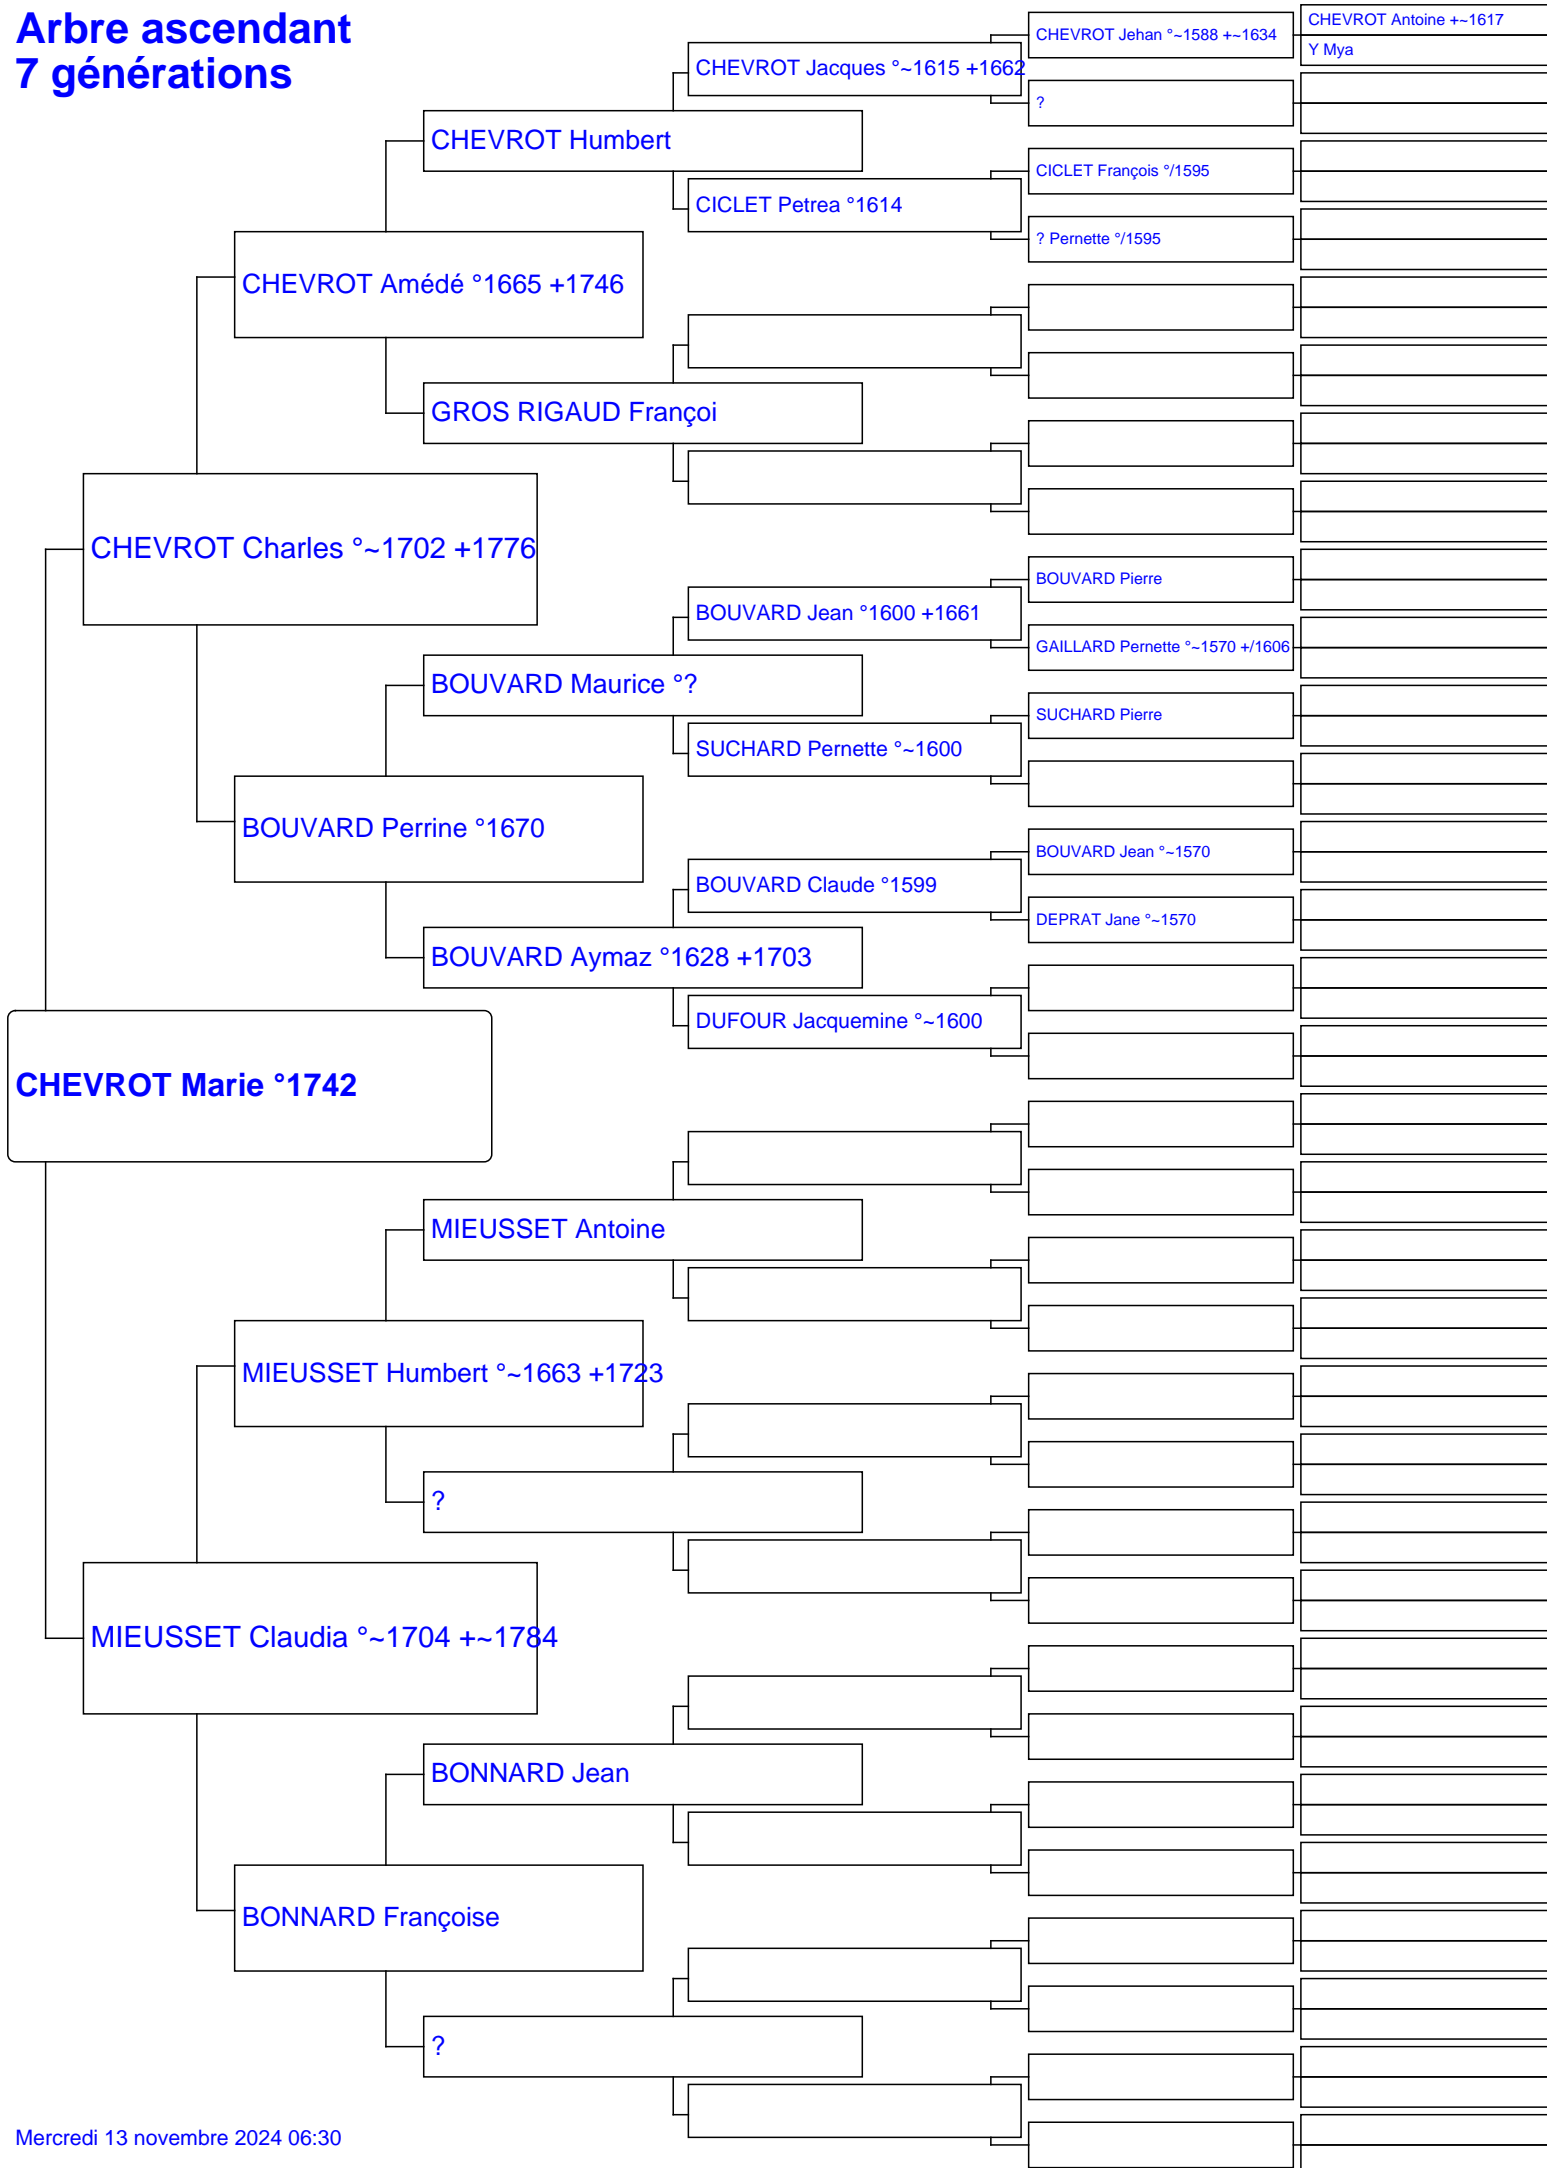 Arbre ascendant
7 générations
CHEVROT Marie °1742
CHEVROT Charles °~1702 +1776
MIEUSSET Claudia °~1704 +~1784
CHEVROT Amédé °1665 +1746
BOUVARD Perrine °1670
MIEUSSET Humbert °~1663 +1723
BONNARD Françoise
CHEVROT Humbert
GROS RIGAUD Françoi
BOUVARD Maurice °?
BOUVARD Aymaz °1628 +1703
MIEUSSET Antoine
?
BONNARD Jean
?
CHEVROT Jacques °~1615 +1662
CICLET Petrea °1614
BOUVARD Jean °1600 +1661
SUCHARD Pernette °~1600
BOUVARD Claude °1599
DUFOUR Jacquemine °~1600
CHEVROT Jehan °~1588 +~1634
?
CICLET François °/1595
? Pernette °/1595
BOUVARD Pierre
GAILLARD Pernette °~1570 +/1606
SUCHARD Pierre
BOUVARD Jean °~1570
DEPRAT Jane °~1570
CHEVROT Antoine +~1617
Y Mya
Mercredi 13 novembre 2024 06:30